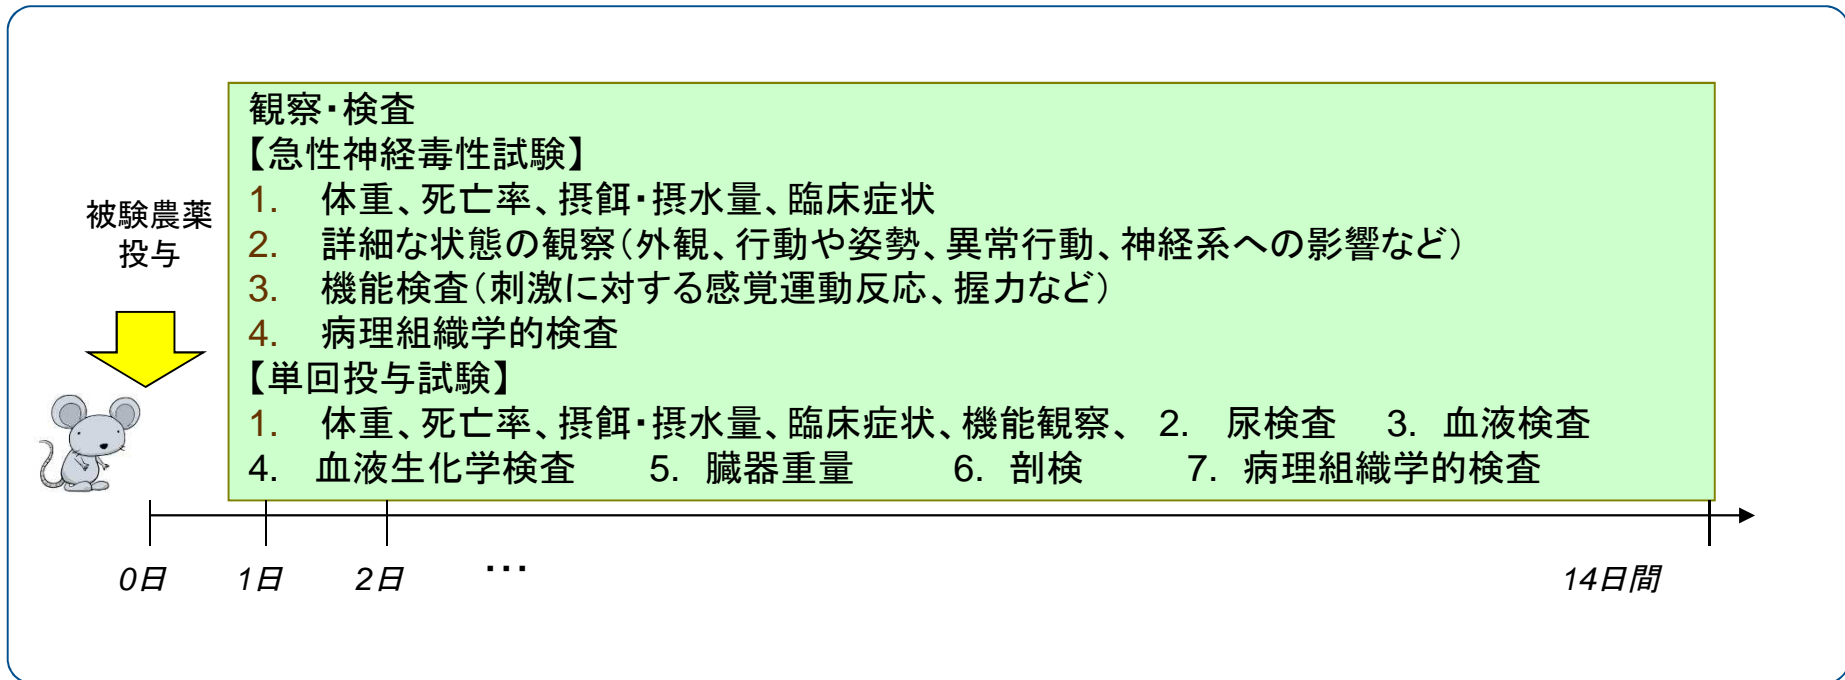 観察・検査
【急性神経毒性試験】
1. 体重、死亡率、摂餌・摂水量、臨床症状
2. 詳細な状態の観察（外観、行動や姿勢、異常行動、神経系への影響など）
3. 機能検査（刺激に対する感覚運動反応、握力など）
4. 病理組織学的検査
【単回投与試験】
1. 体重、死亡率、摂餌・摂水量、臨床症状、機能観察、 2. 尿検査 3. 血液検査
4. 血液生化学検査 5. 臓器重量 6. 剖検 7. 病理組織学的検査
被験農薬
投与
0日 1日 2日 … 14日間